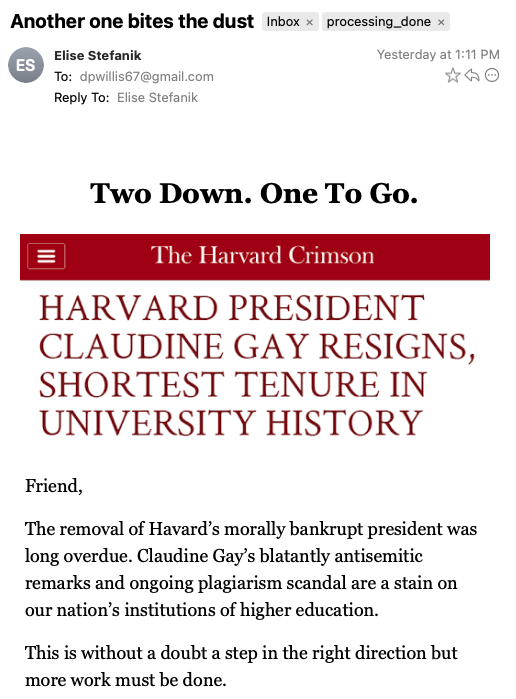 Another one bites the dust Inbox × processing_done ×
ES
Elise Stefanik
Yesterday at 1:11 PM
To: dpwillis67@gmail.com
Reply To: Elise Stefanik
Two Down. One To Go.
The Harvard Crimson
HARVARD PRESIDENT
CLAUDINE GAY RESIGNS,
SHORTEST TENURE IN
UNIVERSITY HISTORY
Friend,
The removal of Havard’s morally bankrupt president was
long overdue. Claudine Gay’s blatantly antisemitic
remarks and ongoing plagiarism scandal are a stain on
our nation’s institutions of higher education.
This is without a doubt a step in the right direction but
more work must be done.